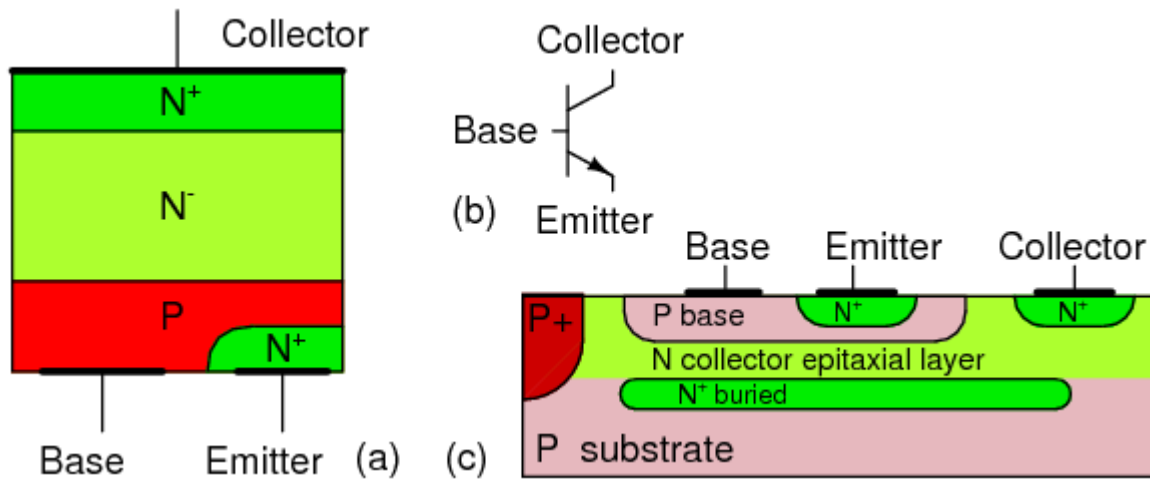 Collector
N⁺
N⁻
P
N⁺
Base Emitter (a)
Collector
Base
(b)
Emitter
Base Emitter Collector
P+ P base N⁺ N⁺
N collector epitaxial layer
N⁺ buried
(c) P substrate